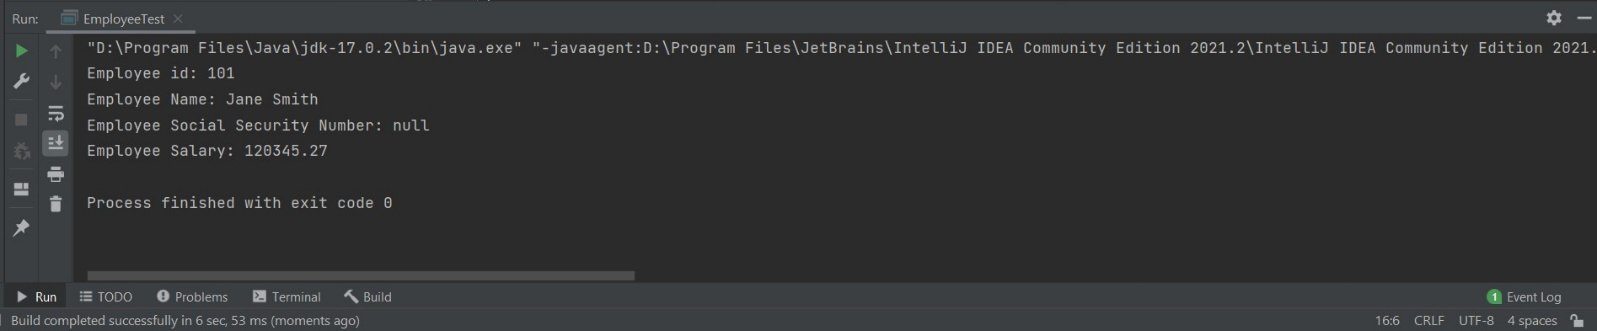 Run: EmployeeTest
"D:\Program Files\Java\jdk-17.0.2\bin\java.exe" "-javaagent:D:\Program Files\JetBrains\IntelliJ IDEA Community Edition 2021.2\IntelliJ IDEA Community Edition 2021.
Employee id: 101
Employee Name: Jane Smith
Employee Social Security Number: null
Employee Salary: 120345.27
Process finished with exit code 0
Run TODO Problems Terminal Build 1 Event Log
Build completed successfully in 6 sec, 53 ms (moments ago) 16:6 CRLF UTF-8 4 spaces